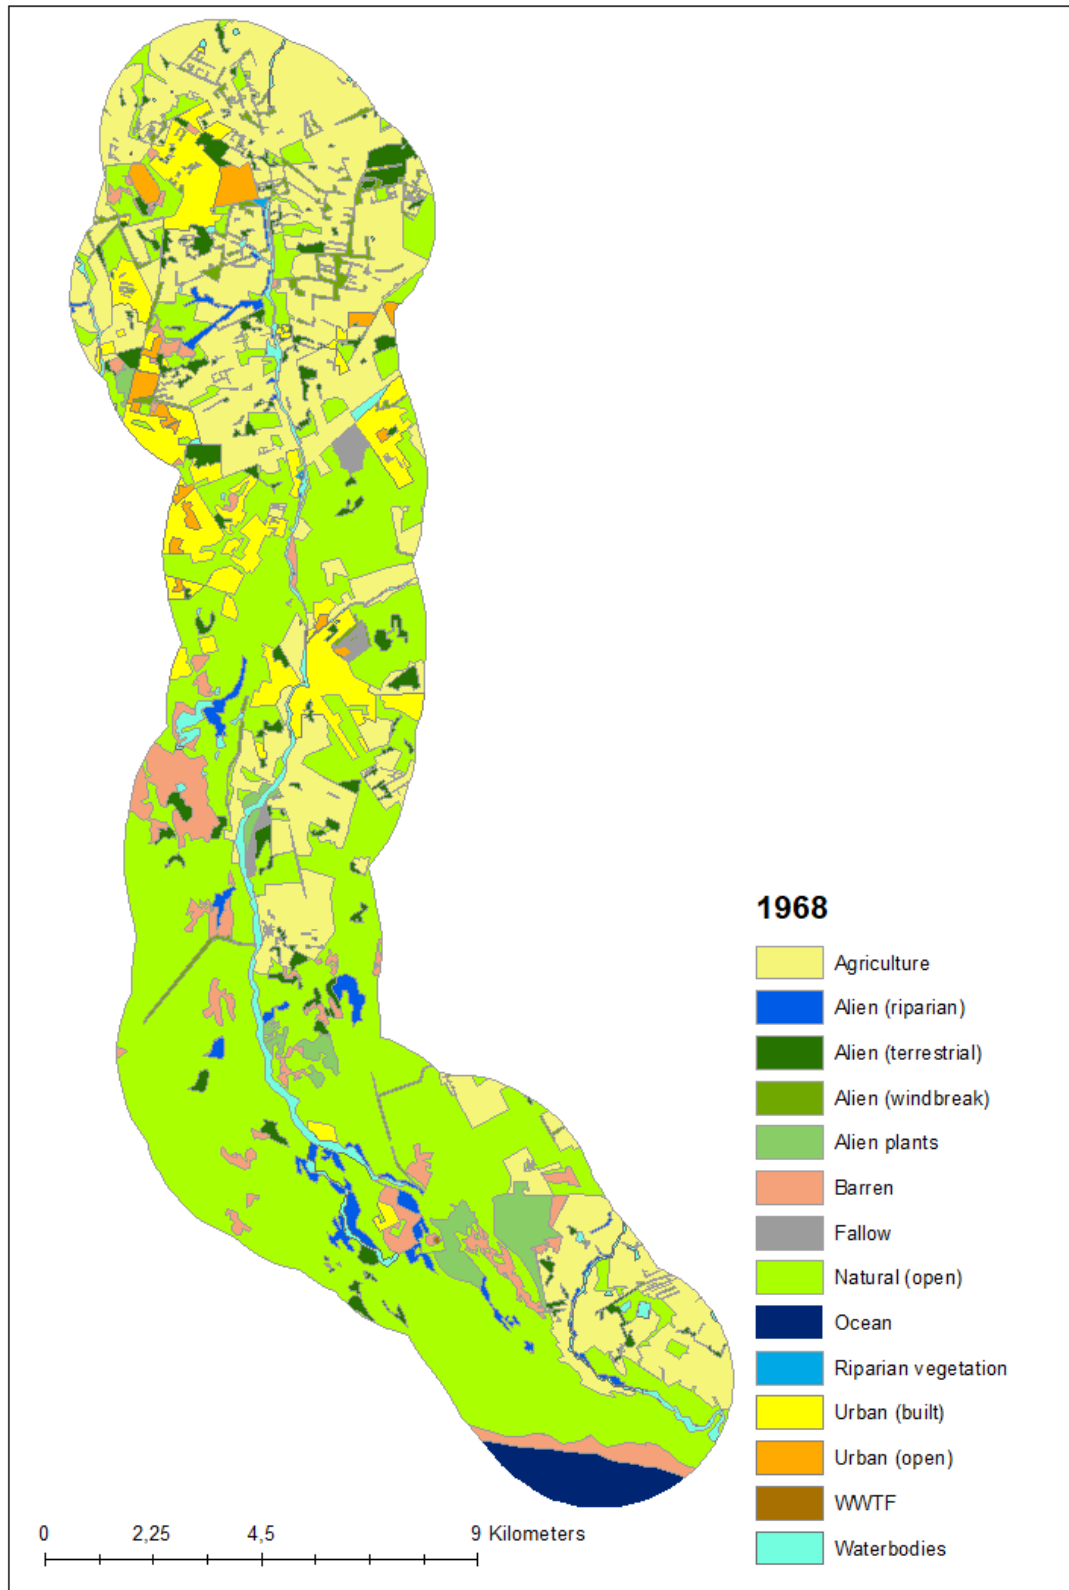 1968
Agriculture
Alien (riparian)
Alien (terrestrial)
Alien (windbreak)
Alien plants
Barren
Fallow
Natural (open)
Ocean
Riparian vegetation
Urban (built)
Urban (open)
WWTF
Waterbodies
0 2,25 4,5 9 Kilometers